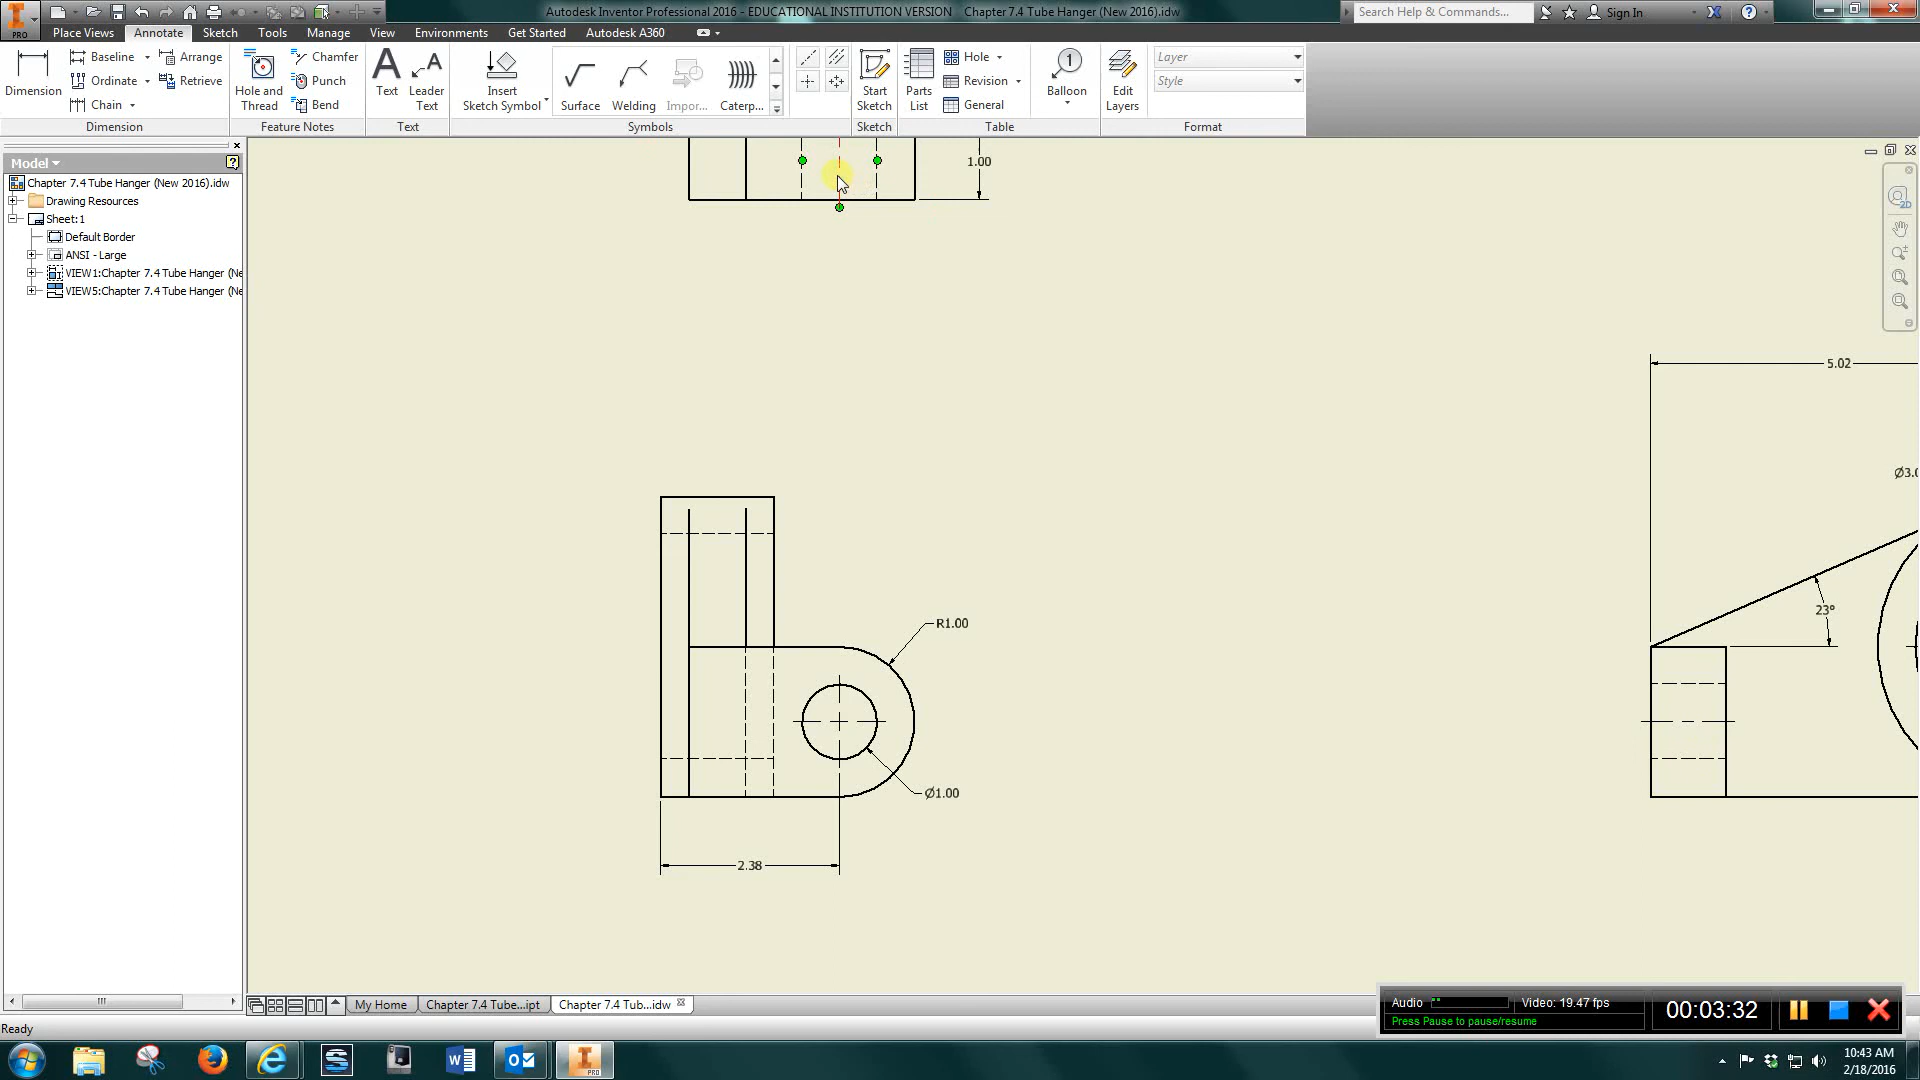 Autodesk Inventor Professional 2016 - EDUCATIONAL INSTITUTION VERSION Chapter 7.4 Tube Hanger (New 2016).idw
Search Help & Commands...
Sign In
PRO
Place Views Annotate Sketch Tools Manage View Environments Get Started Autodesk A360
Dimension
Baseline
Ordinate
Chain
Arrange
Retrieve
Dimension
Hole and
Thread
Chamfer
Punch
Bend
Feature Notes
Text
Leader
Text
Text
Insert
Sketch Symbol
Surface
Welding
Impor...
Caterp...
Symbols
Start
Sketch
Sketch
Parts
List
Hole
Revision
General
Table
1
Balloon
Edit
Layers
Layer
Style
Format
Model
Chapter 7.4 Tube Hanger (New 2016).idw
Drawing Resources
Sheet:1
Default Border
ANSI - Large
VIEW1:Chapter 7.4 Tube Hanger (Ne
VIEW5:Chapter 7.4 Tube Hanger (Ne
2D
1.00
5.02
Ø3.0
23°
R1.00
Ø1.00
2.38
My Home
Chapter 7.4 Tube...ipt
Chapter 7.4 Tub...idw
Ready
Audio
Video: 19.47 fps
Press Pause to pause/resume
00:03:32
10:43 AM
2/18/2016